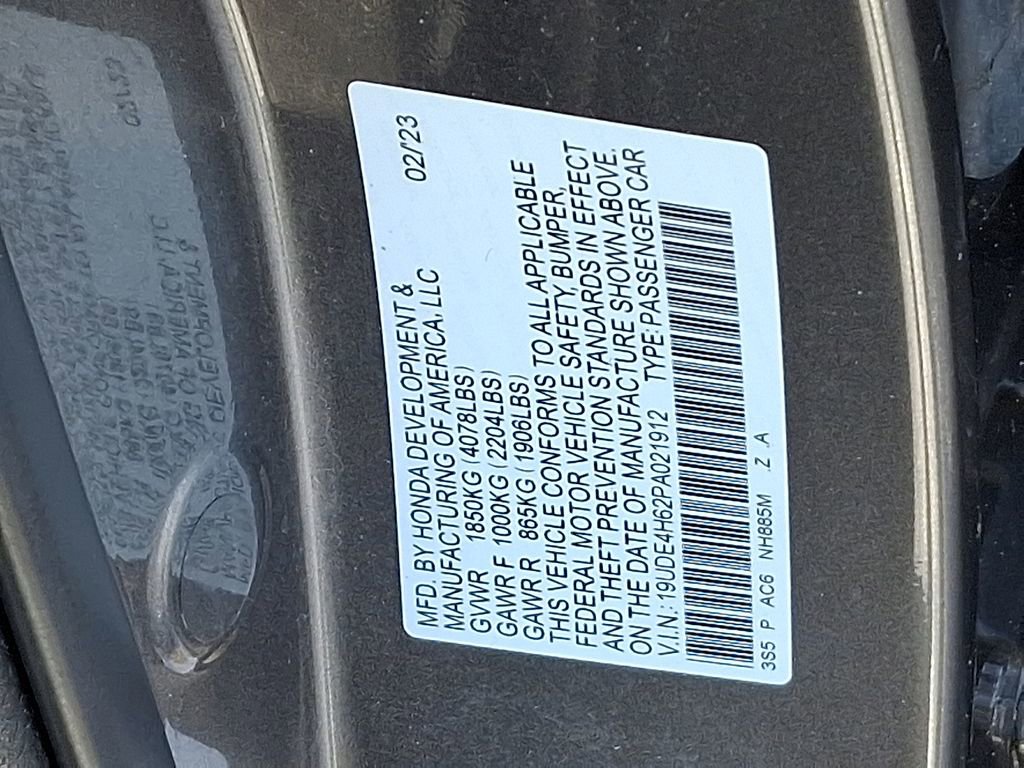 MFD. BY HONDA DEVELOPMENT & 02/'23
MANUFACTURING OF AMERICA, LLC
GVWR 1850KG (4078LBS)
GAWR F 1000KG (2204LBS)
GAWR R 865KG (1906LBS)
THIS VEHICLE CONFORMS TO ALL APPLICABLE
FEDERAL MOTOR VEHICLE SAFETY, BUMPER,
AND THEFT PREVENTION STANDARDS IN EFFECT
ON THE DATE OF MANUFACTURE SHOWN ABOVE.
V.I.N.: 19UDE4H62PA021912 TYPE: PASSENGER CAR
3S5 P AC6 NH885M Z A